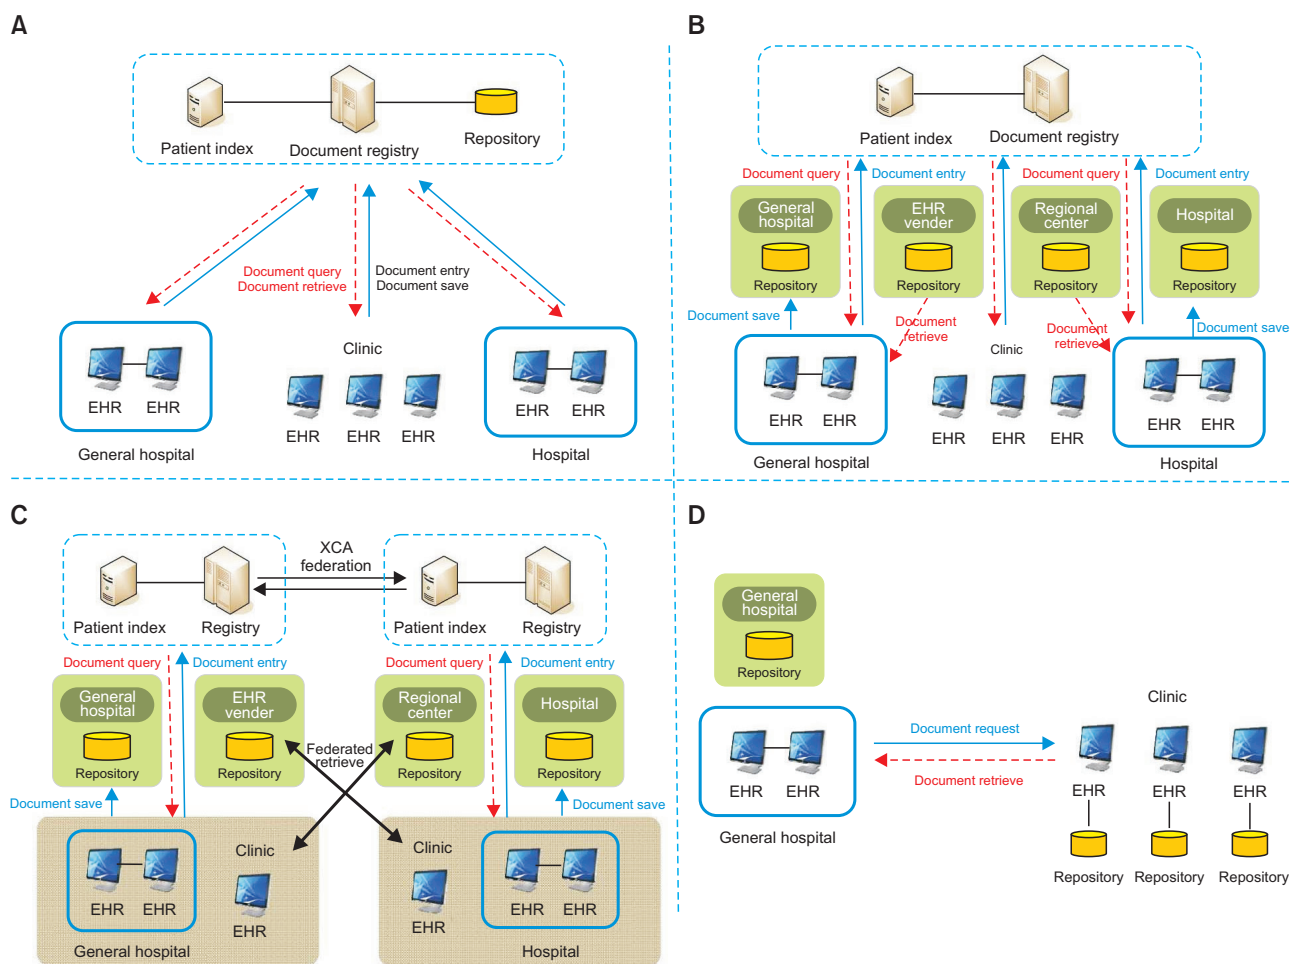 A
Patient index
Document registry
Repository
Document query
Document retrieve
Document entry
Document save
EHR
EHR
General hospital
Clinic
EHR
EHR
EHR
EHR
EHR
Hospital
B
Patient index
Document registry
Document query
Document entry
Document query
Document entry
General
hospital
Repository
EHR
vender
Repository
Regional
center
Repository
Hospital
Repository
Document save
Document
retrieve
Document
retrieve
Document save
EHR
EHR
General hospital
Clinic
EHR
EHR
EHR
EHR
EHR
Hospital
C
XCA
federation
Patient index
Registry
Patient index
Registry
Document query
Document entry
Document query
Document entry
General
hospital
Repository
EHR
vender
Repository
Regional
center
Repository
Hospital
Repository
Federated
retrieve
Document save
Document save
EHR
EHR
General hospital
Clinic
EHR
Clinic
EHR
EHR
EHR
Hospital
D
General
hospital
Repository
EHR
EHR
General hospital
Document request
Document retrieve
Clinic
EHR
EHR
EHR
Repository
Repository
Repository